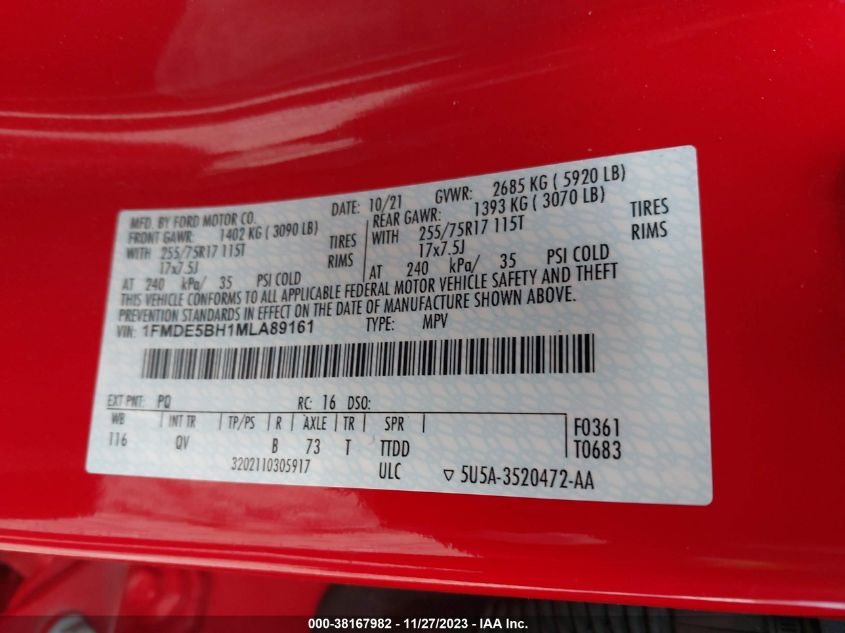 MFD. BY FORD MOTOR CO. DATE: 10/21 GVWR: 2685 KG ( 5920 LB)
FRONT GAWR: 1402 KG ( 3090 LB) REAR GAWR: 1393 KG ( 3070 LB)
WITH 255/75R17 115T TIRES WITH 255/75R17 115T TIRES
17x7.5J RIMS 17x7.5J RIMS
AT 240 kPa/ 35 PSI COLD AT 240 kPa/ 35 PSI COLD
THIS VEHICLE CONFORMS TO ALL APPLICABLE FEDERAL MOTOR VEHICLE SAFETY AND THEFT
PREVENTION STANDARDS IN EFFECT ON THE DATE OF MANUFACTURE SHOWN ABOVE.
VIN: 1FMDE5BH1MLA89161 TYPE: MPV
EXT PNT: PQ RC: 16 DSO:
WB INT TR TP/PS R AXLE TR SPR F0361
116 QV B 73 T TTDD T0683
3202110305917 ULC ▽ 5U5A-3520472-AA
000-38167982 - 11/27/2023 - IAA Inc.